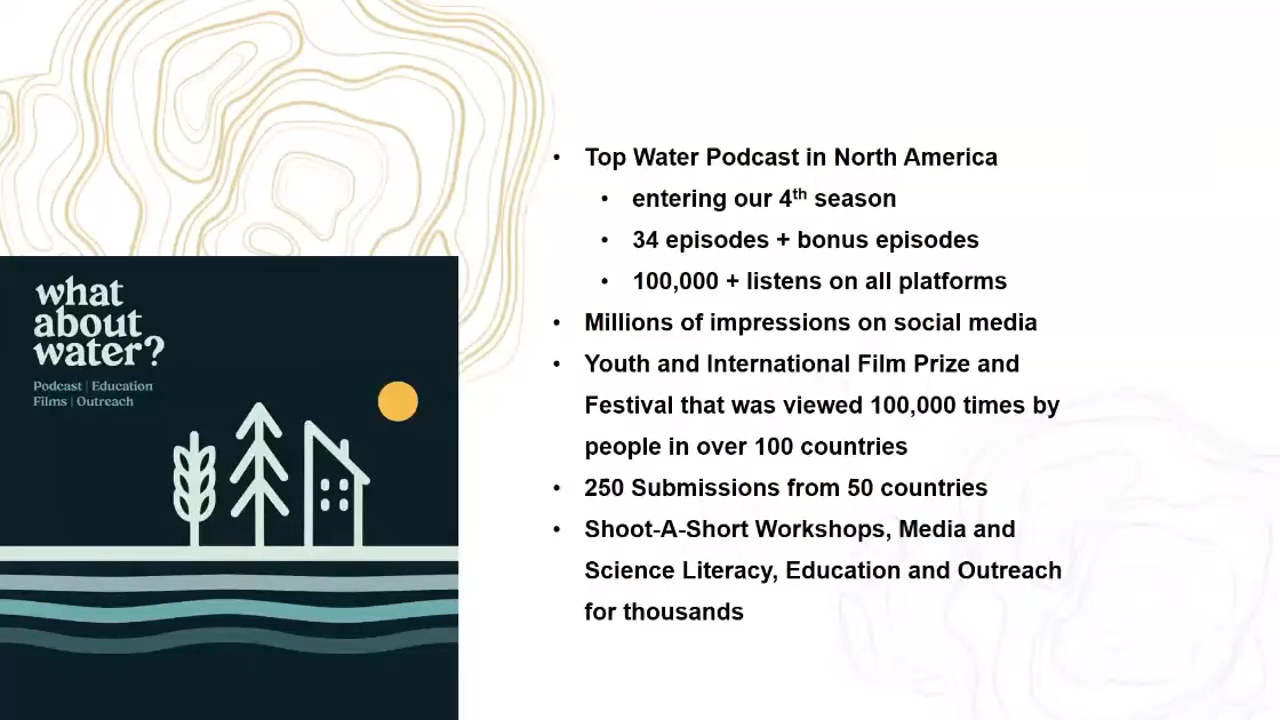 what
about
water?
Podcast | Education
Films | Outreach
• Top Water Podcast in North America
• entering our 4th season
• 34 episodes + bonus episodes
• 100,000 + listens on all platforms
• Millions of impressions on social media
• Youth and International Film Prize and
Festival that was viewed 100,000 times by
people in over 100 countries
• 250 Submissions from 50 countries
• Shoot-A-Short Workshops, Media and
Science Literacy, Education and Outreach
for thousands